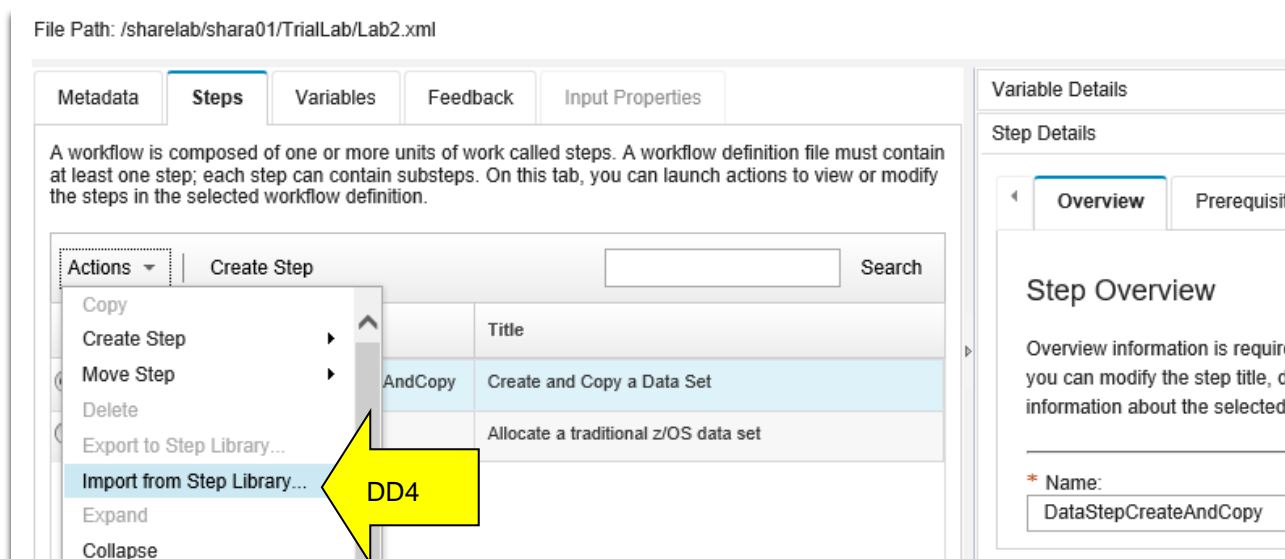 File Path: /sharelab/shara01/TrialLab/Lab2.xml
Metadata Steps Variables Feedback Input Properties
A workflow is composed of one or more units of work called steps. A workflow definition file must contain
at least one step; each step can contain substeps. On this tab, you can launch actions to view or modify
the steps in the selected workflow definition.
Actions Create Step Search
Copy
Create Step
Move Step
Delete
Export to Step Library...
Import from Step Library...
Expand
Collapse
Title
AndCopy Create and Copy a Data Set
Allocate a traditional z/OS data set
DD4
Variable Details
Step Details
Overview Prerequisit
Step Overview
Overview information is require
you can modify the step title, d
information about the selected
* Name:
DataStepCreateAndCopy